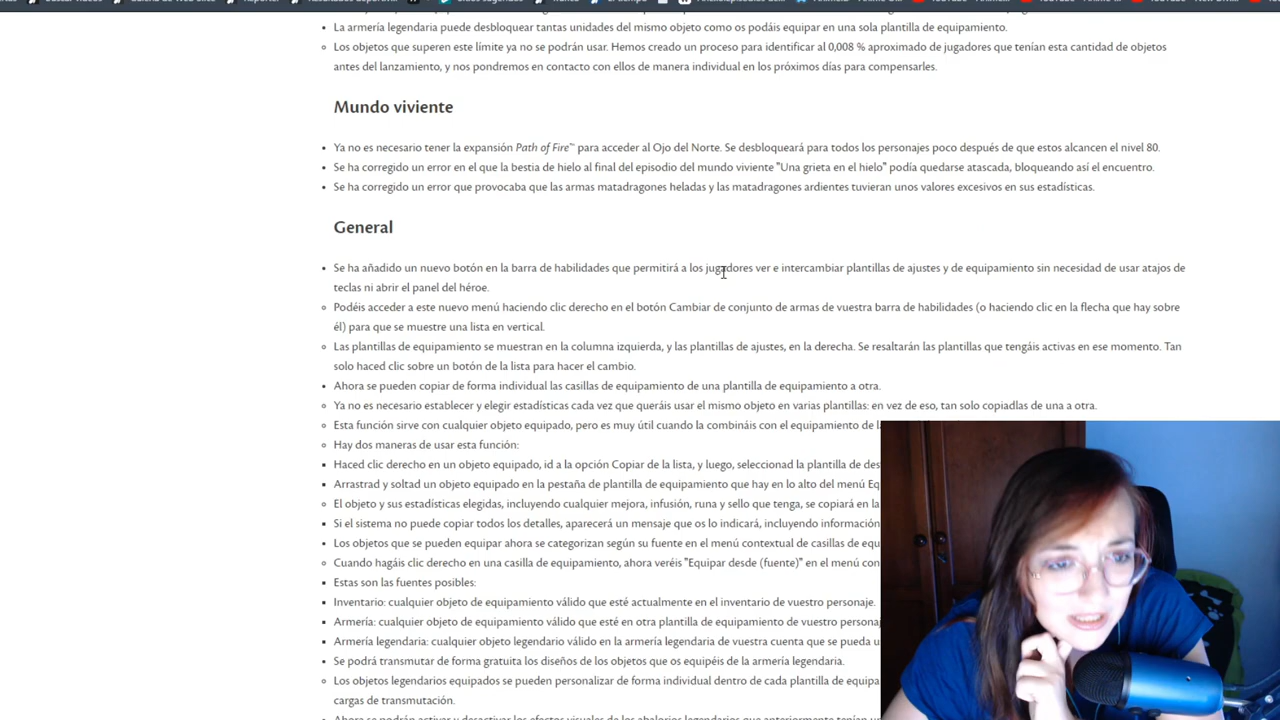 La armería legendaria puede desbloquear tantas unidades del mismo objeto como os podáis equipar en una sola plantilla de equipamiento.
Los objetos que superen este límite ya no se podrán usar. Hemos creado un proceso para identificar al 0,008 % aproximado de jugadores que tenían esta cantidad de objetos
antes del lanzamiento, y nos pondremos en contacto con ellos de manera individual en los próximos días para compensarles.
Mundo viviente
Ya no es necesario tener la expansión Path of Fire™ para acceder al Ojo del Norte. Se desbloqueará para todos los personajes poco después de que estos alcancen el nivel 80.
Se ha corregido un error en el que la bestia de hielo al final del episodio del mundo viviente "Una grieta en el hielo" podía quedarse atascada, bloqueando así el encuentro.
Se ha corregido un error que provocaba que las armas matadragones heladas y las matadragones ardientes tuvieran unos valores excesivos en sus estadísticas.
General
Se ha añadido un nuevo botón en la barra de habilidades que permitirá a los jugadores ver e intercambiar plantillas de ajustes y de equipamiento sin necesidad de usar atajos de
teclas ni abrir el panel del héroe.
Podéis acceder a este nuevo menú haciendo clic derecho en el botón Cambiar de conjunto de armas de vuestra barra de habilidades (o haciendo clic en la flecha que hay sobre
él) para que se muestre una lista en vertical.
Las plantillas de equipamiento se muestran en la columna izquierda, y las plantillas de ajustes, en la derecha. Se resaltarán las plantillas que tengáis activas en ese momento. Tan
solo haced clic sobre un botón de la lista para hacer el cambio.
Ahora se pueden copiar de forma individual las casillas de equipamiento de una plantilla de equipamiento a otra.
Ya no es necesario establecer y elegir estadísticas cada vez que queráis usar el mismo objeto en varias plantillas: en vez de eso, tan solo copiadlas de una a otra.
Esta función sirve con cualquier objeto equipado, pero es muy útil cuando la combináis con el equipamiento de
Hay dos maneras de usar esta función:
Haced clic derecho en un objeto equipado, id a la opción Copiar de la lista, y luego, seleccionad la plantilla de des
Arrastrad y soltad un objeto equipado en la pestaña de plantilla de equipamiento que hay en lo alto del menú Eq
El objeto y sus estadísticas elegidas, incluyendo cualquier mejora, infusión, runa y sello que tenga, se copiará en la
Si el sistema no puede copiar todos los detalles, aparecerá un mensaje que os lo indicará, incluyendo información
Los objetos que se pueden equipar ahora se categorizan según su fuente en el menú contextual de casillas de equ
Cuando hagáis clic derecho en una casilla de equipamiento, ahora veréis "Equipar desde (fuente)" en el menú con
Estas son las fuentes posibles:
Inventario: cualquier objeto de equipamiento válido que esté actualmente en el inventario de vuestro personaje.
Armería: cualquier objeto de equipamiento válido que esté en otra plantilla de equipamiento de vuestro persona
Armería legendaria: cualquier objeto legendario válido en la armería legendaria de vuestra cuenta que se pueda u
Se podrá transmutar de forma gratuita los diseños de los objetos que os equipéis de la armería legendaria.
Los objetos legendarios equipados se pueden personalizar de forma individual dentro de cada plantilla de equipa
cargas de transmutación.